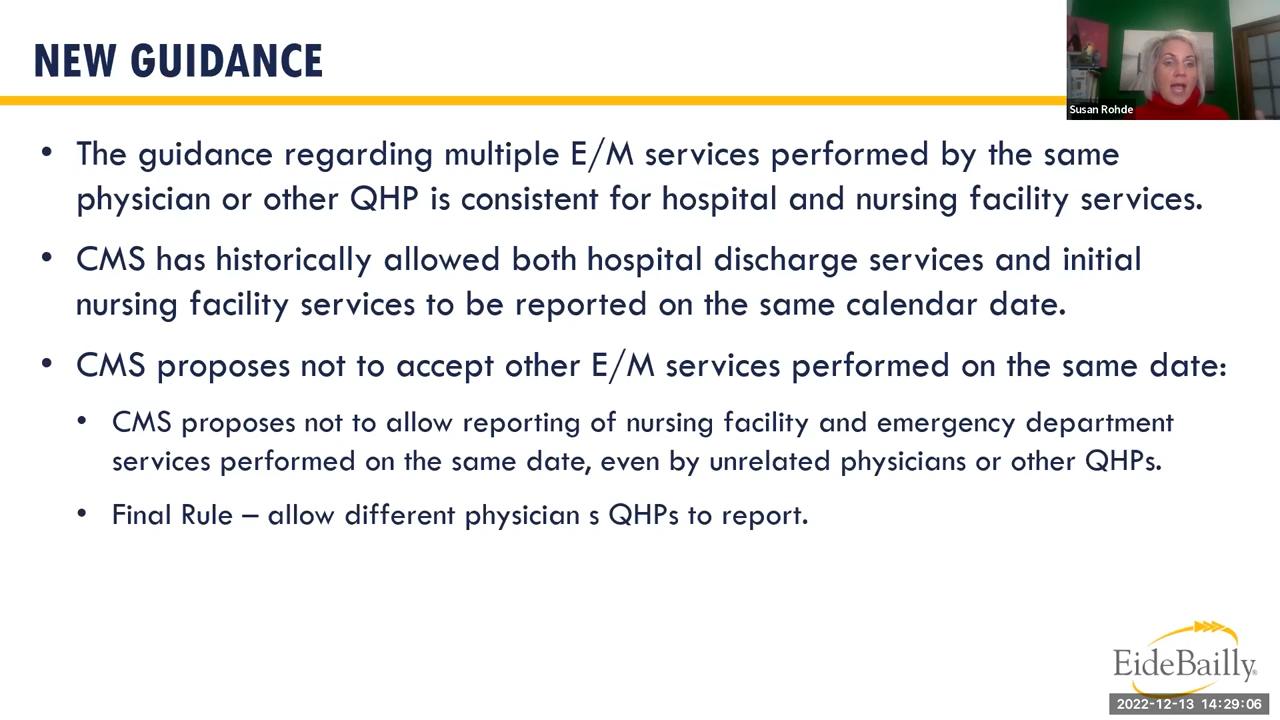 NEW GUIDANCE
Susan Rohde
• The guidance regarding multiple E/M services performed by the same
physician or other QHP is consistent for hospital and nursing facility services.
• CMS has historically allowed both hospital discharge services and initial
nursing facility services to be reported on the same calendar date.
• CMS proposes not to accept other E/M services performed on the same date:
• CMS proposes not to allow reporting of nursing facility and emergency department
services performed on the same date, even by unrelated physicians or other QHPs.
• Final Rule – allow different physician s QHPs to report.
EideBailly®
2022-12-13 14:29:06